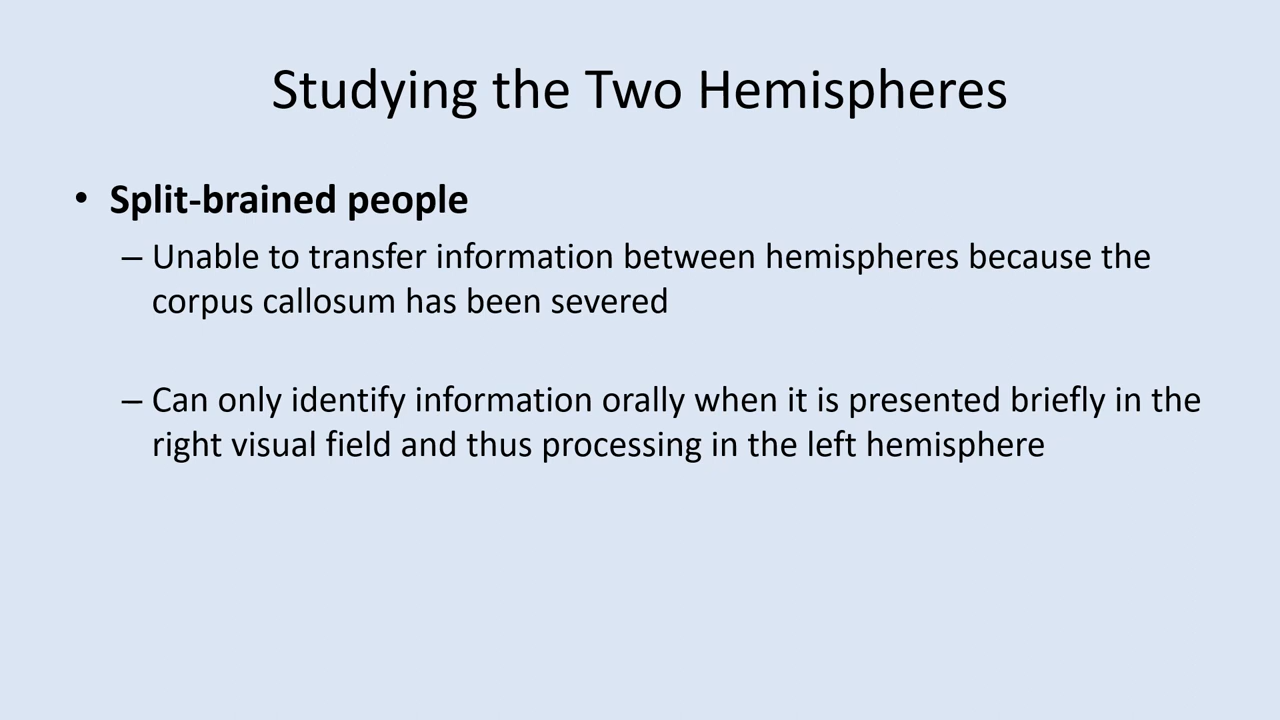 Studying the Two Hemispheres
• Split-brained people
– Unable to transfer information between hemispheres because the
corpus callosum has been severed
– Can only identify information orally when it is presented briefly in the
right visual field and thus processing in the left hemisphere